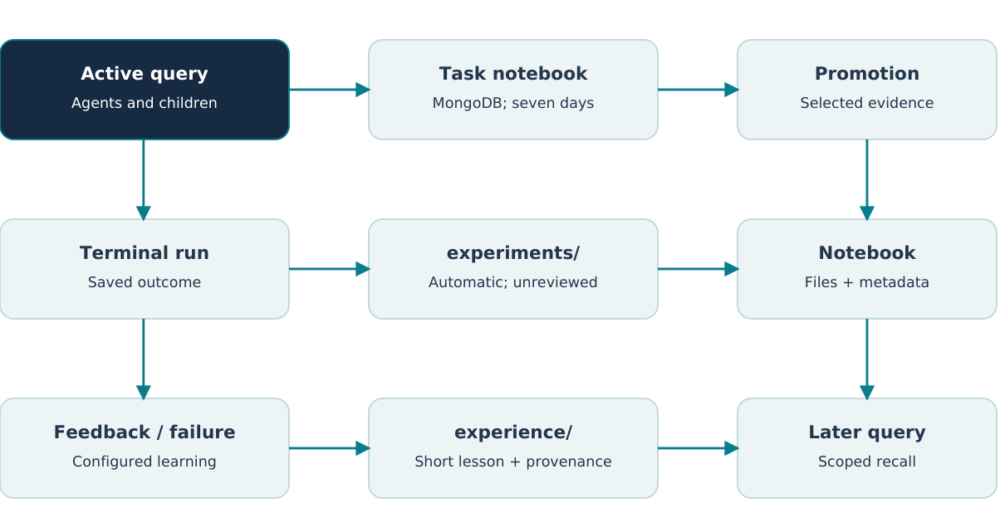 Active query
Agents and children
Task notebook
MongoDB; seven days
Promotion
Selected evidence
Terminal run
Saved outcome
experiments/
Automatic; unreviewed
Notebook
Files + metadata
Feedback / failure
Configured learning
experience/
Short lesson + provenance
Later query
Scoped recall